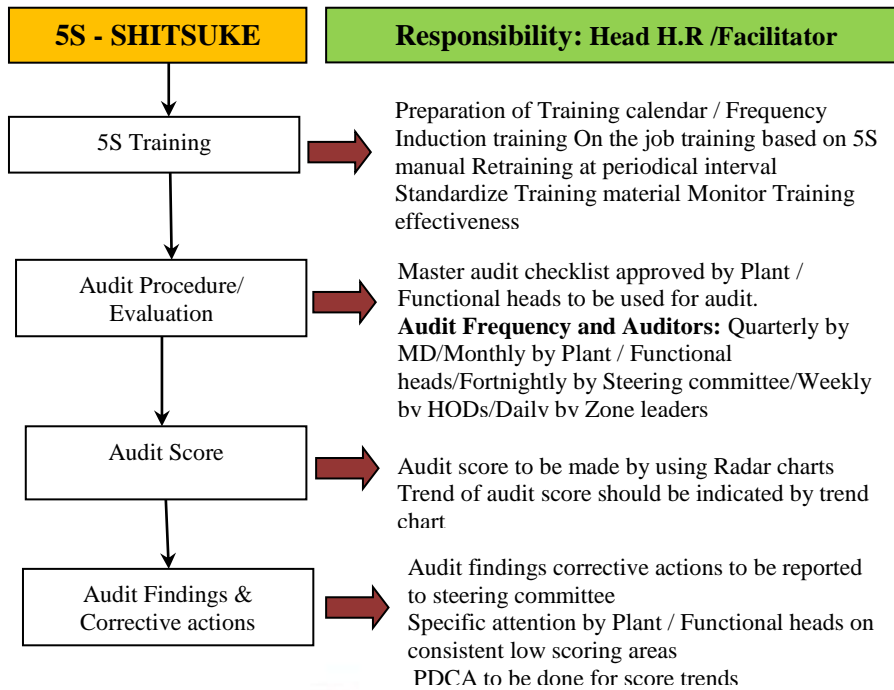 5S - SHITSUKE
Responsibility: Head H.R /Facilitator
5S Training
Preparation of Training calendar / Frequency
Induction training On the job training based on 5S
manual Retraining at periodical interval
Standardize Training material Monitor Training
effectiveness
Audit Procedure/
Evaluation
Master audit checklist approved by Plant /
Functional heads to be used for audit.
Audit Frequency and Auditors: Quarterly by
MD/Monthly by Plant / Functional
heads/Fortnightly by Steering committee/Weekly
by HODs/Daily by Zone leaders
Audit Score
Audit score to be made by using Radar charts
Trend of audit score should be indicated by trend
chart
Audit Findings &
Corrective actions
Audit findings corrective actions to be reported
to steering committee
Specific attention by Plant / Functional heads on
consistent low scoring areas
PDCA to be done for score trends